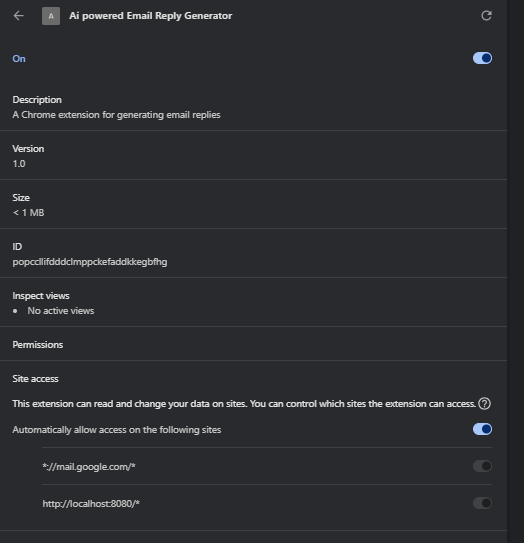 A Ai powered Email Reply Generator
On
Description
A Chrome extension for generating email replies
Version
1.0
Size
< 1 MB
ID
popccllifdddclmppckefaddkkegbfhg
Inspect views
• No active views
Permissions
Site access
This extension can read and change your data on sites. You can control which sites the extension can access. ?
Automatically allow access on the following sites
*://mail.google.com/*
http://localhost:8080/*